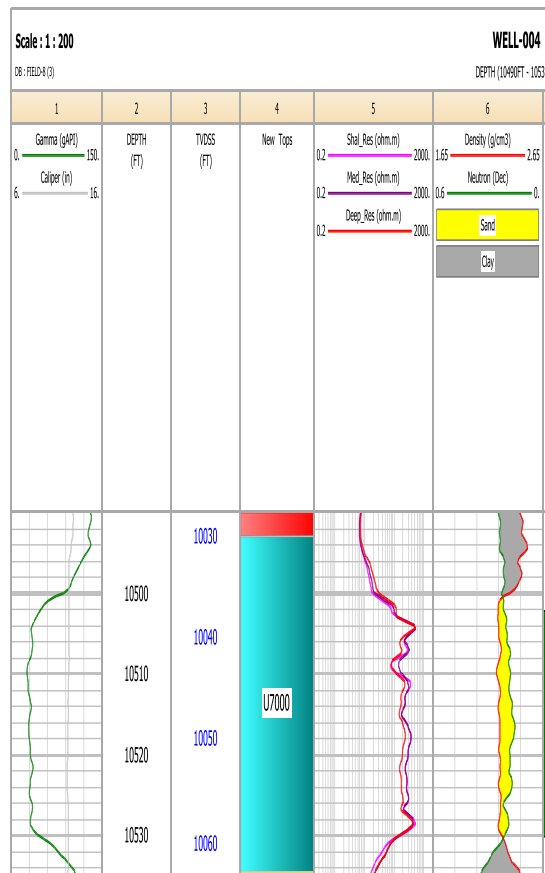 Scale : 1 : 200
WELL-004
DB : FIELD-8 (3)
DEPTH (10490FT - 1053
1 2 3 4 5 6
Gamma (gAPI) DEPTH TVDSS New Tops Shal_Res (ohm.m) Density (g/cm3)
0. 150. (FT) (FT) 0.2 2000. 1.65 2.65
Caliper (in) Med_Res (ohm.m) Neutron (Dec)
6. 16. 0.2 2000. 0.6 0.
Deep_Res (ohm.m) Sand
0.2 2000.
Clay
10030
10500
10040
10510
U7000
10050
10520
10530
10060